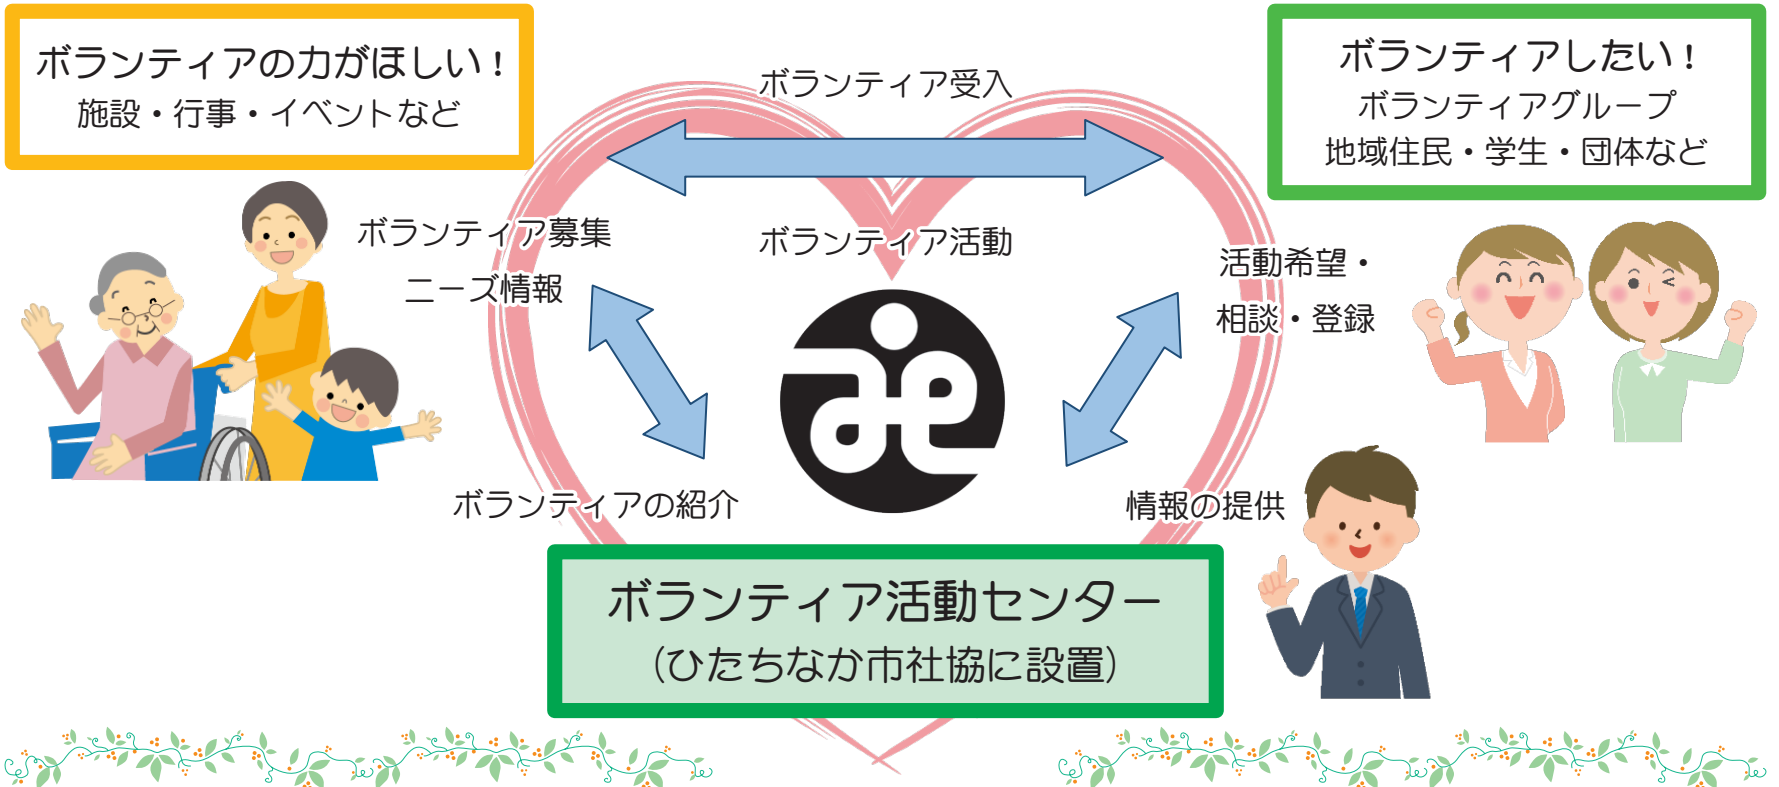 ボランティアの力がほしい！
施設・行事・イベントなど
ボランティアしたい！
ボランティアグループ
地域住民・学生・団体など
ボランティア受入
ボランティア募集
ニーズ情報
ボランティア活動
活動希望・
相談・登録
ボランティアの紹介
情報の提供
ボランティア活動センター
（ひたちなか市社協に設置）